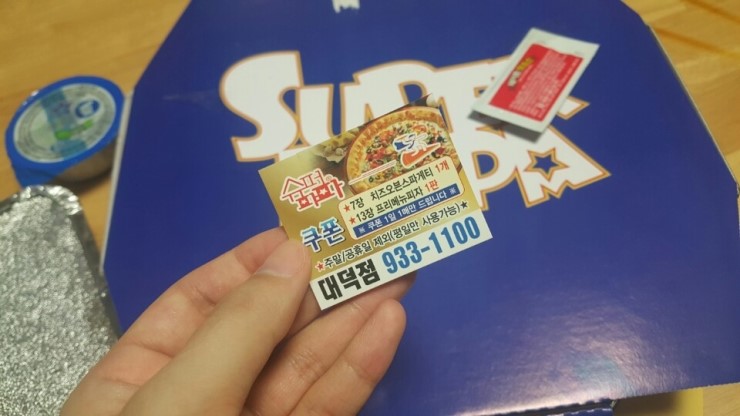 SUPER
PAPA
슈퍼
빠빠
쿠폰
★7장 치즈오븐스파게티 1개
★13장 프리메뉴피자 1판
※ 쿠폰 1일 1매만 드립니다 ※
★주말/공휴일 제외(평일만 사용가능)★
대덕점 933-1100